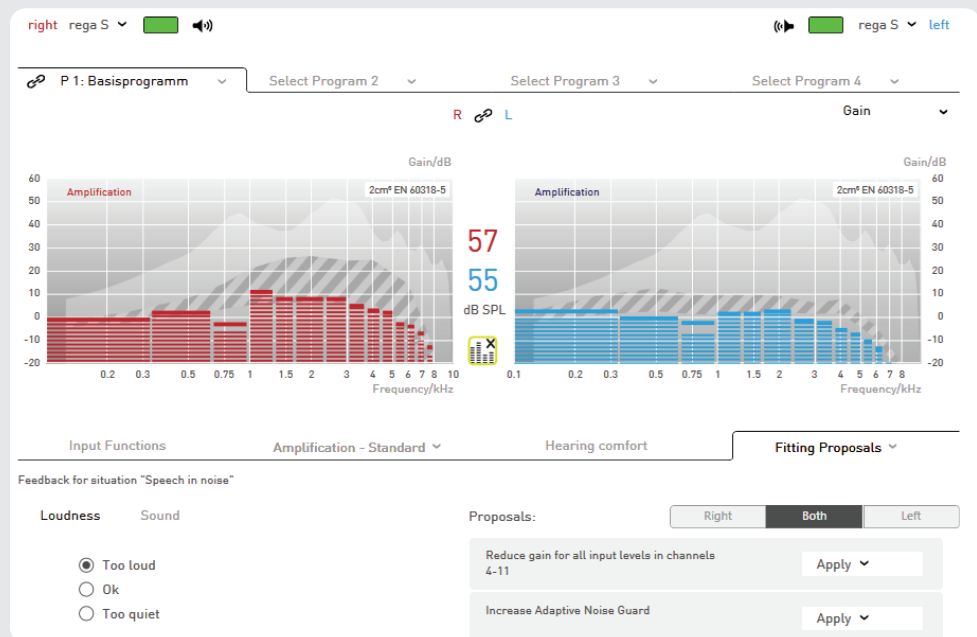 right rega S rega S left
P 1: Basisprogramm Select Program 2 Select Program 3 Select Program 4
R L Gain
Gain/dB Gain/dB
60 Amplification 2cm³ EN 60318-5 Amplification 2cm³ EN 60318-5 60
50 50
40 40
30 57 30
20 55 20
10 10
0 dB SPL 0
-10 -10
-20 -20
0.2 0.3 0.5 0.75 1 1.5 2 3 4 5 6 7 8 10 0.1 0.2 0.3 0.5 0.75 1 1.5 2 3 4 5 6 7 8
Frequency/kHz Frequency/kHz
Input Functions Amplification - Standard Hearing comfort Fitting Proposals
Feedback for situation "Speech in noise"
Loudness Sound Proposals: Right Both Left
Too loud
Ok
Too quiet
Reduce gain for all input levels in channels
4-11 Apply
Increase Adaptive Noise Guard Apply